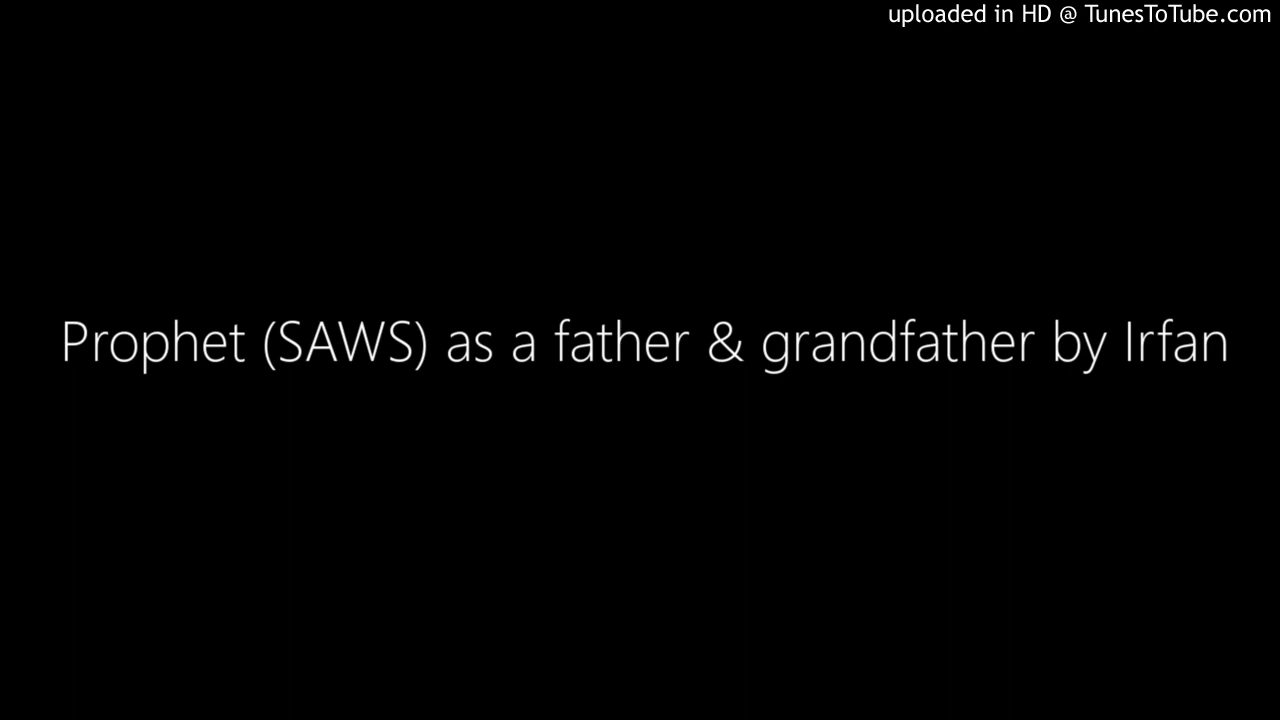 uploaded in HD @ TunesToTube.com
Prophet (SAWS) as a father & grandfather by Irfan